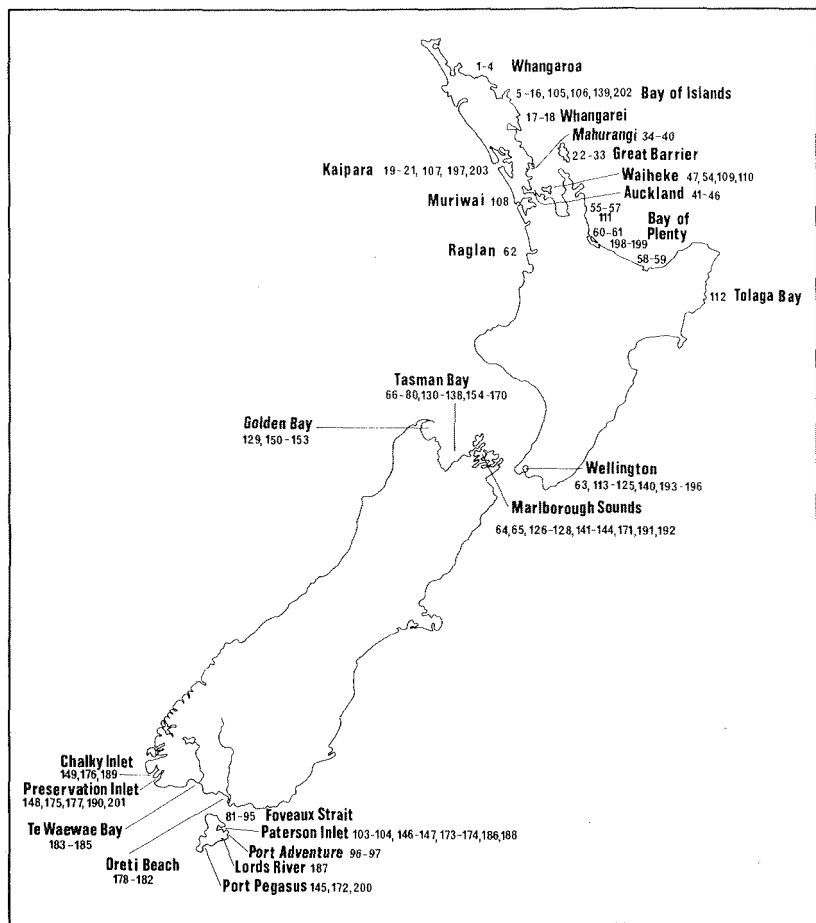 1-4 Whangaroa
5-16, 105, 106, 139, 202 Bay of Islands
17-18 Whangarei
Mahurangi 34-40
22-33 Great Barrier
Kaipara 19-21, 107, 197, 203
Waiheke 47, 54, 109, 110
Auckland 41-46
Muriwai 108
55-57
111
Bay of
Plenty
60-61
198-199
Raglan 62
58-59
112 Tolaga Bay
Tasman Bay
66-80, 130-138, 154-170
Golden Bay
129, 150-153
Wellington
63, 113-125, 140, 193-196
Marlborough Sounds
64, 65, 126-128, 141-144, 171, 191, 192
Chalky Inlet
149, 176, 189
Preservation Inlet
148, 175, 177, 190, 201
Te Waewae Bay
183-185
Oreti Beach
178-182
81-95 Foveaux Strait
Paterson Inlet 103-104, 146-147, 173-174, 186, 188
Port Adventure 96-97
Lords River 187
Port Pegasus 145, 172, 200